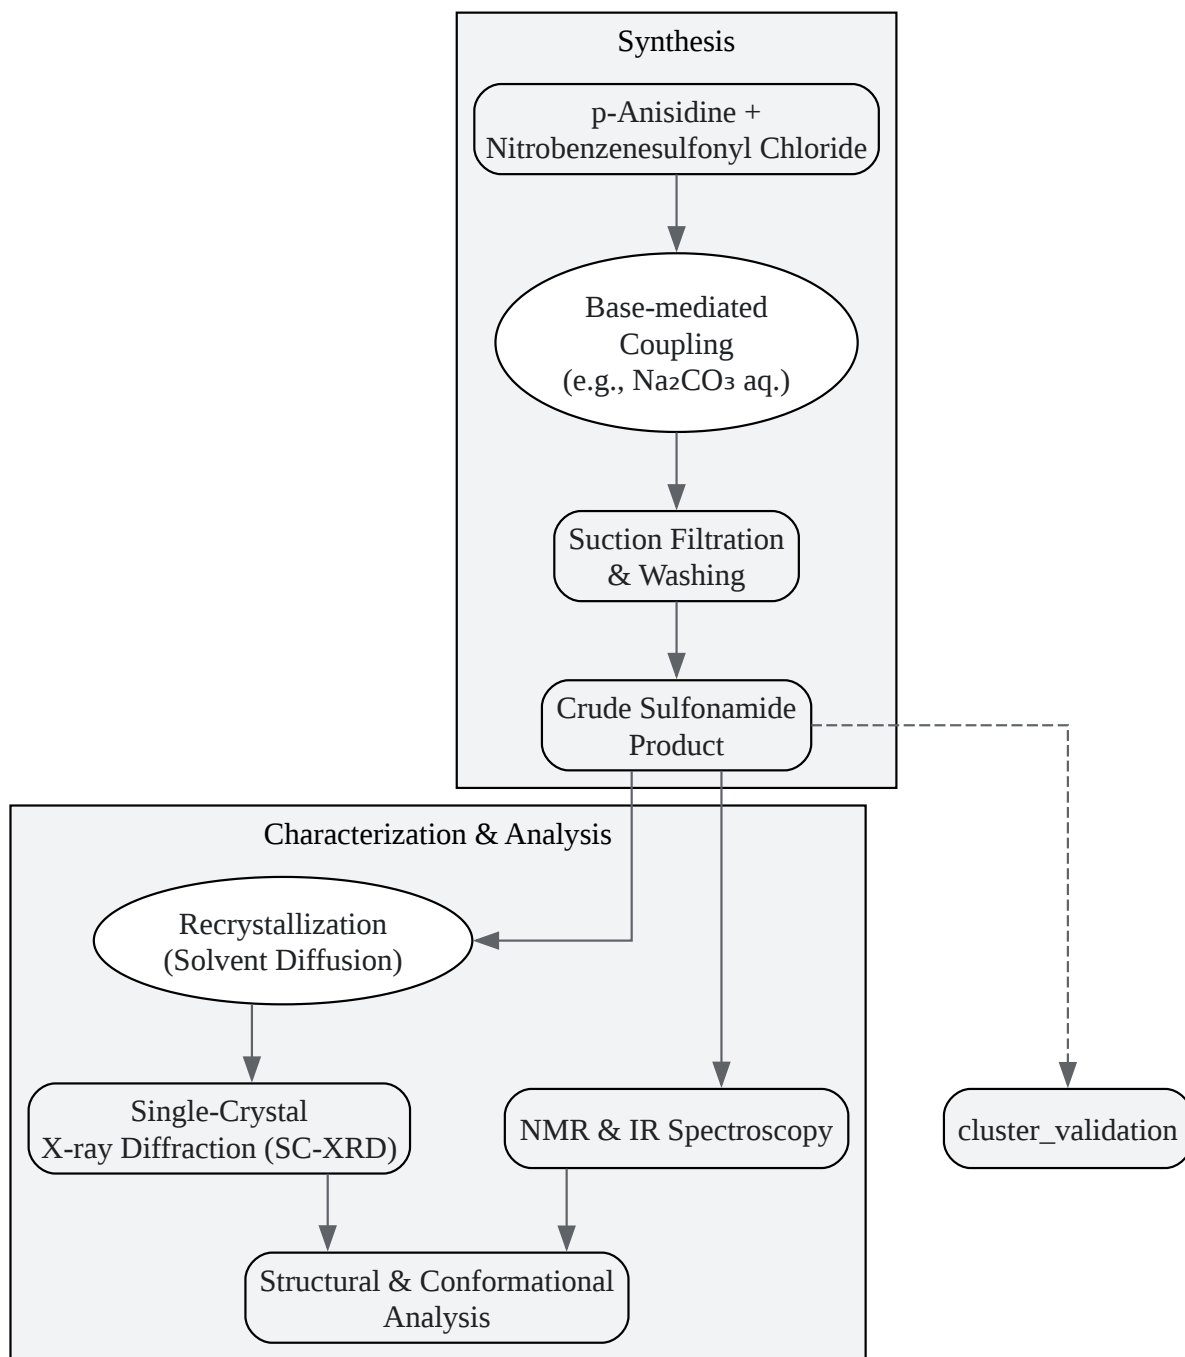 Synthesis
p-Anisidine +
Nitrobenzenesulfonyl Chloride
Base-mediated
Coupling
(e.g., Na₂CO₃ aq.)
Suction Filtration
& Washing
Crude Sulfonamide
Product
Characterization & Analysis
Recrystallization
(Solvent Diffusion)
Single-Crystal
X-ray Diffraction (SC-XRD)
NMR & IR Spectroscopy
cluster_validation
Structural & Conformational
Analysis